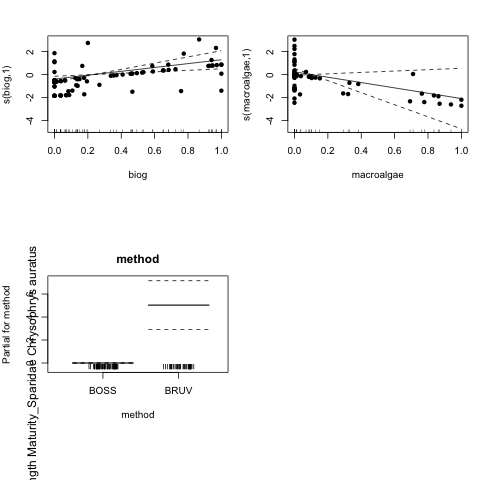 s(biog,1)
2
0
-2
-4
0.0 0.2 0.4 0.6 0.8 1.0
biog
s(macroalgae,1)
2
0
-2
-4
0.0 0.2 0.4 0.6 0.8 1.0
macroalgae
method
Partial for method
ngth Maturity_Sparidae Chrysophrys auratus
BOSS BRUV
method